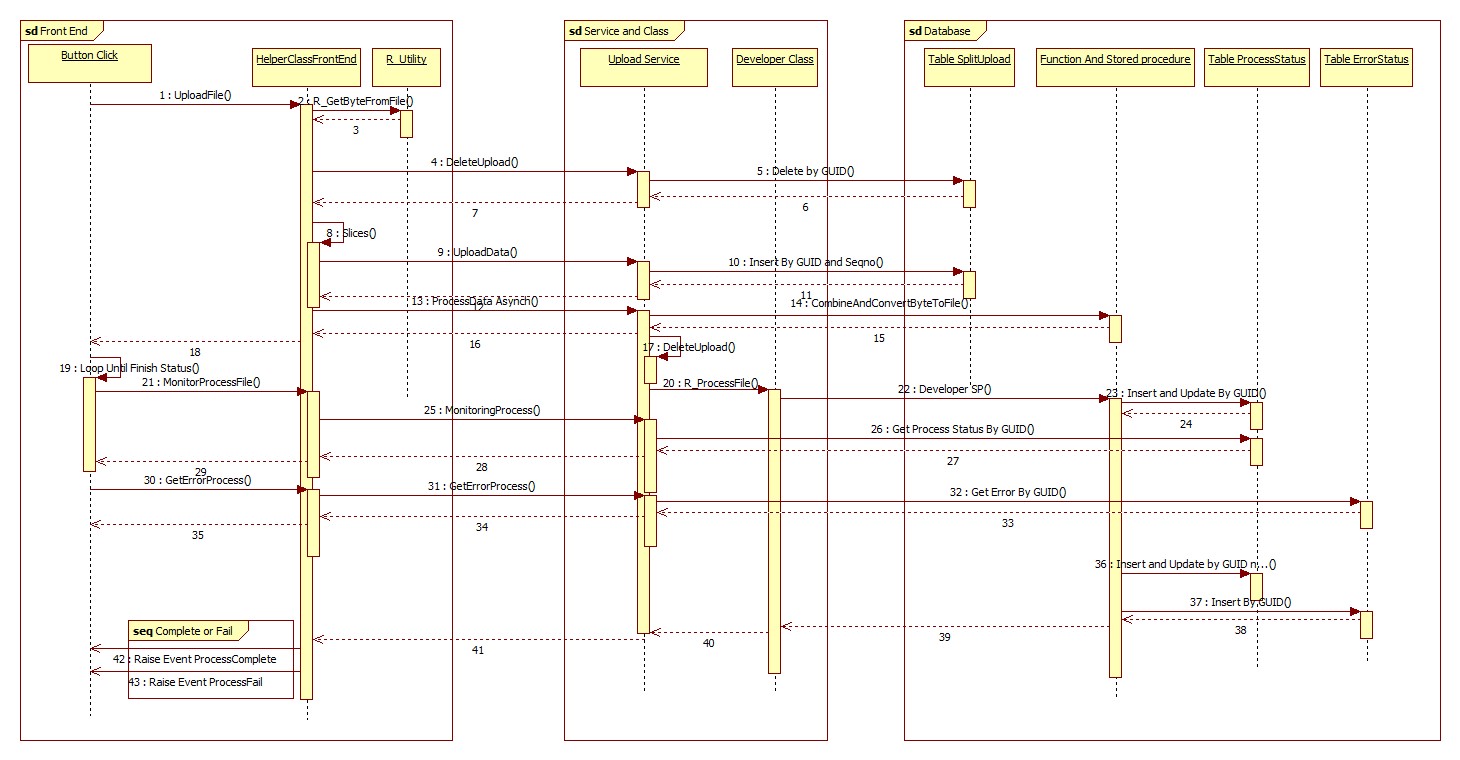 sd Front End
sd Service and Class
sd Database
Button Click
HelperClassFrontEnd
R_Utility
Upload Service
Developer Class
Table SplitUpload
Function And Stored procedure
Table ProcessStatus
Table ErrorStatus
1 : UploadFile()
2 : R_GetByteFromFile()
3
4 : DeleteUpload()
5 : Delete by GUID()
6
7
8 : Slices()
9 : UploadData()
10 : Insert By GUID and Seqno()
11
12
13 : ProcessData Asynch()
14 : CombineAndConvertByteToFile()
15
16
17 : DeleteUpload()
18
19 : Loop Until Finish Status()
20 : R_ProcessFile()
21 : MonitorProcessFile()
22 : Developer SP()
23 : Insert and Update By GUID()
24
25 : MonitoringProcess()
26 : Get Process Status By GUID()
27
28
29
30 : GetErrorProcess()
31 : GetErrorProcess()
32 : Get Error By GUID()
33
34
35
36 : Insert and Update by GUID n...()
37 : Insert By GUID()
38
39
40
41
seq Complete or Fail
42 : Raise Event ProcessComplete
43 : Raise Event ProcessFail